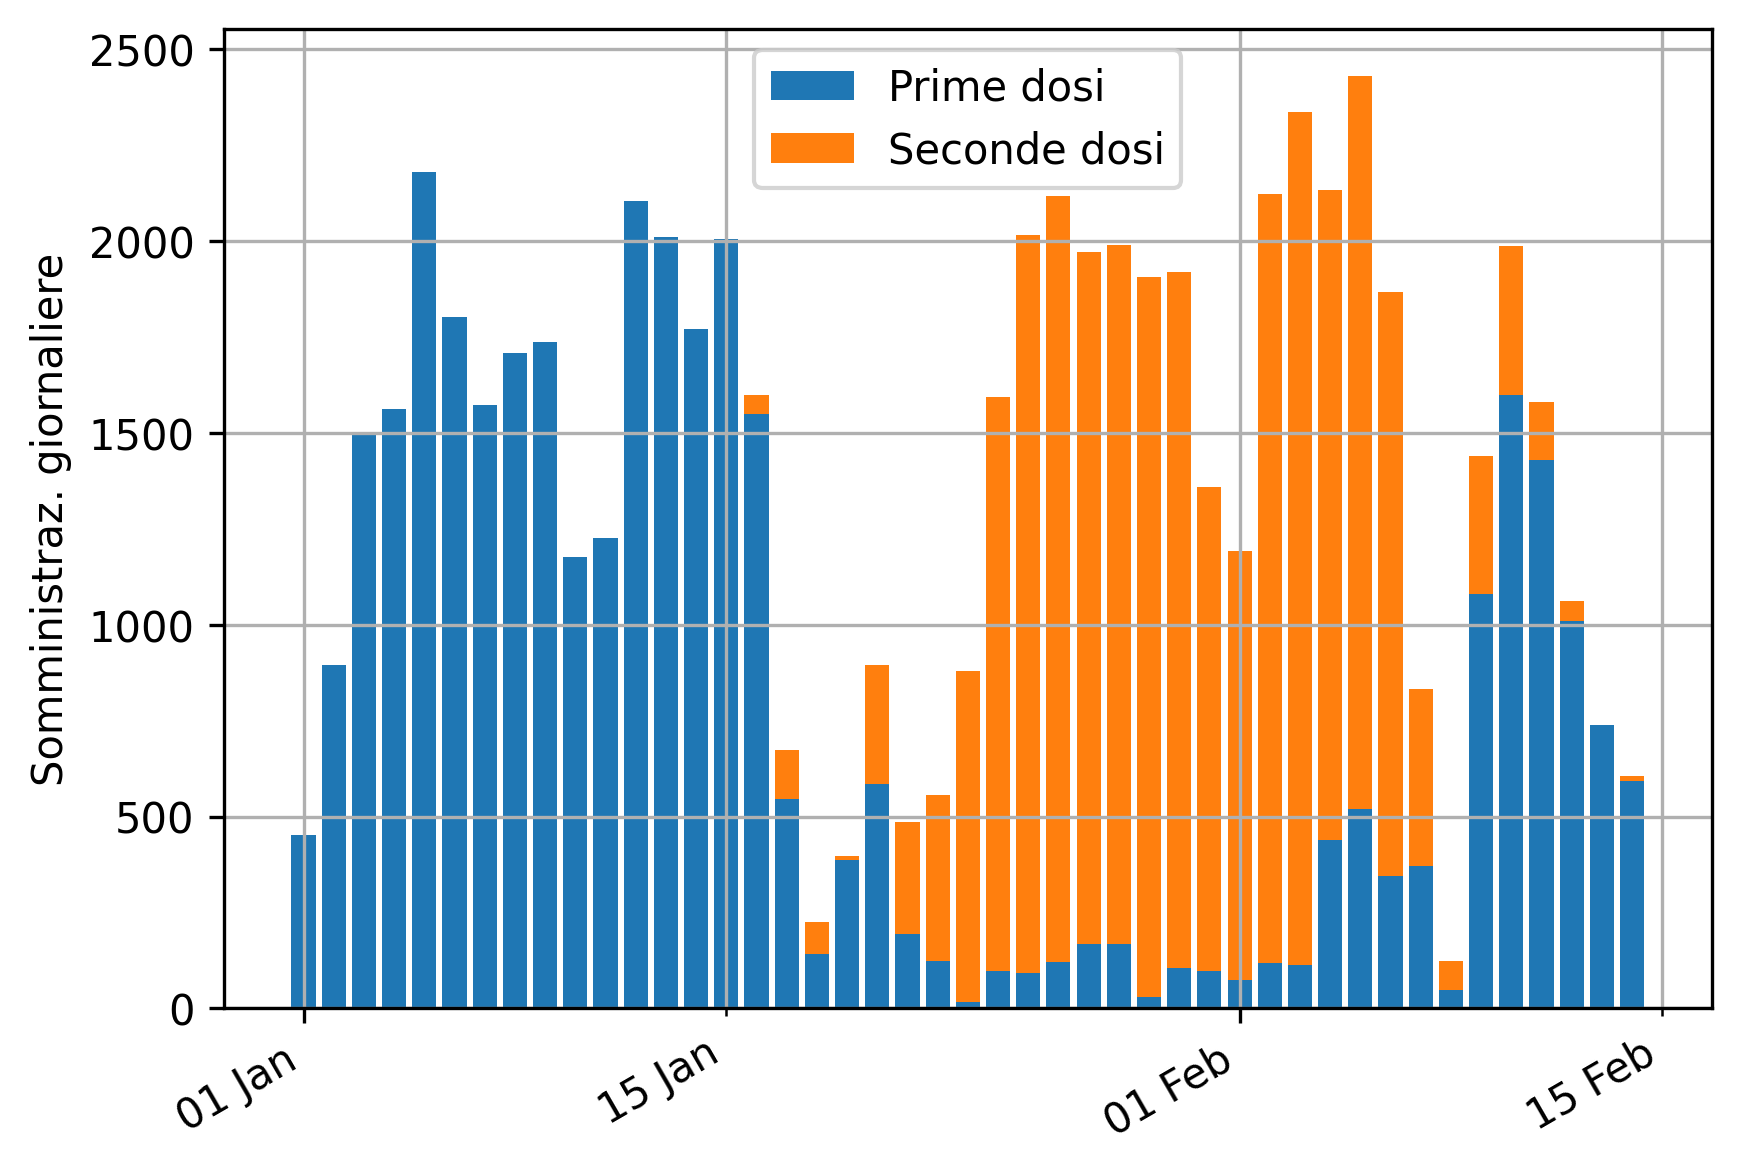 Somministraz. giornaliere
2500
2000
1500
1000
500
0
Prime dosi
Seconde dosi
01 Jan
15 Jan
01 Feb
15 Feb